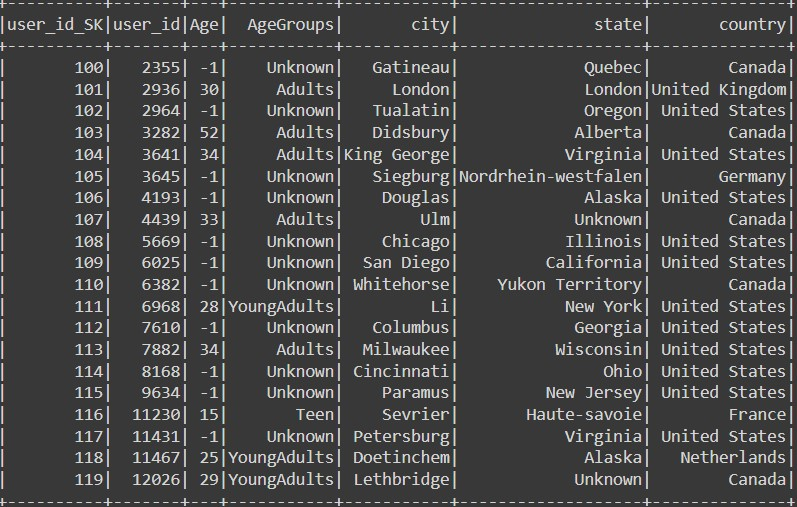 +----------+-------+---+-----------+-----------+-------------------+--------------+
|user_id_SK|user_id|Age|  AgeGroups|       city|              state|       country|
+----------+-------+---+-----------+-----------+-------------------+--------------+
|       100|   2355| -1|    Unknown|   Gatineau|             Quebec|        Canada|
|       101|   2936| 30|     Adults|     London|             London|United Kingdom|
|       102|   2964| -1|    Unknown|   Tualatin|             Oregon| United States|
|       103|   3282| 52|     Adults|   Didsbury|            Alberta|        Canada|
|       104|   3641| 34|     Adults|King George|           Virginia| United States|
|       105|   3645| -1|    Unknown|   Siegburg|Nordrhein-westfalen|       Germany|
|       106|   4193| -1|    Unknown|    Douglas|             Alaska| United States|
|       107|   4439| 33|     Adults|        Ulm|            Unknown|        Canada|
|       108|   5669| -1|    Unknown|    Chicago|           Illinois| United States|
|       109|   6025| -1|    Unknown|  San Diego|         California| United States|
|       110|   6382| -1|    Unknown| Whitehorse|    Yukon Territory|        Canada|
|       111|   6968| 28|YoungAdults|         Li|           New York| United States|
|       112|   7610| -1|    Unknown|   Columbus|            Georgia| United States|
|       113|   7882| 34|     Adults|  Milwaukee|          Wisconsin| United States|
|       114|   8168| -1|    Unknown| Cincinnati|               Ohio| United States|
|       115|   9634| -1|    Unknown|    Paramus|         New Jersey| United States|
|       116|  11230| 15|       Teen|    Sevrier|       Haute-savoie|        France|
|       117|  11431| -1|    Unknown| Petersburg|           Virginia| United States|
|       118|  11467| 25|YoungAdults| Doetinchem|             Alaska|   Netherlands|
|       119|  12026| 29|YoungAdults| Lethbridge|            Unknown|        Canada|
+----------+-------+---+-----------+-----------+-------------------+--------------+